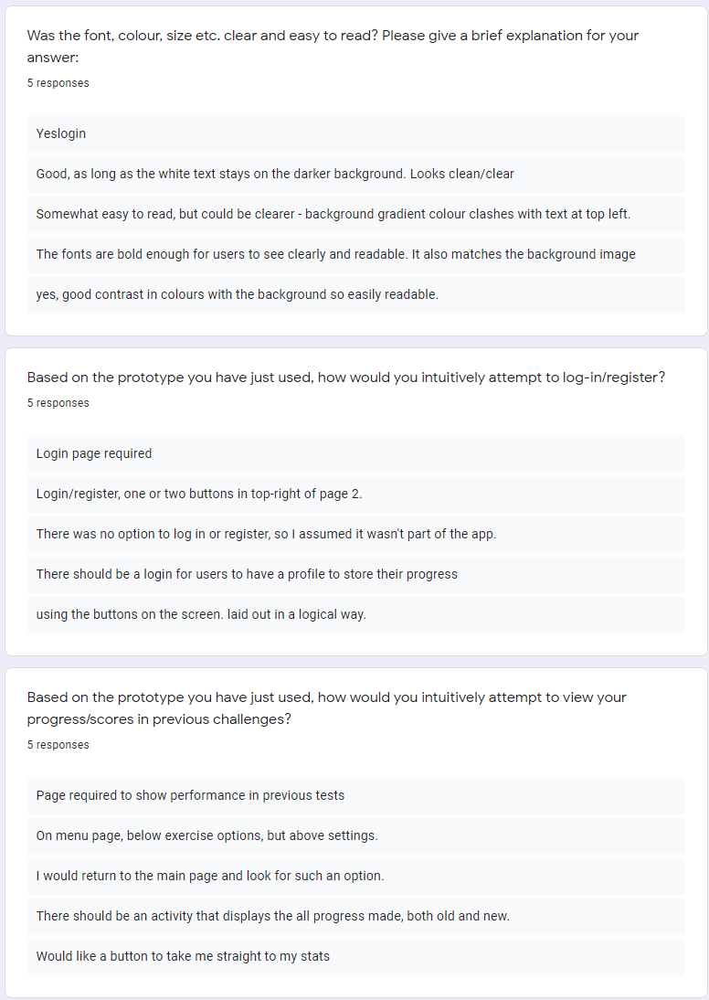 Was the font, colour, size etc. clear and easy to read? Please give a brief explanation for your
answer:
5 responses
Yeslogin
Good, as long as the white text stays on the darker background. Looks clean/clear
Somewhat easy to read, but could be clearer - background gradient colour clashes with text at top left.
The fonts are bold enough for users to see clearly and readable. It also matches the background image
yes, good contrast in colours with the background so easily readable.
Based on the prototype you have just used, how would you intuitively attempt to log-in/register?
5 responses
Login page required
Login/register, one or two buttons in top-right of page 2.
There was no option to log in or register, so I assumed it wasn't part of the app.
There should be a login for users to have a profile to store their progress
using the buttons on the screen. laid out in a logical way.
Based on the prototype you have just used, how would you intuitively attempt to view your
progress/scores in previous challenges?
5 responses
Page required to show performance in previous tests
On menu page, below exercise options, but above settings.
I would return to the main page and look for such an option.
There should be an activity that displays the all progress made, both old and new.
Would like a button to take me straight to my stats